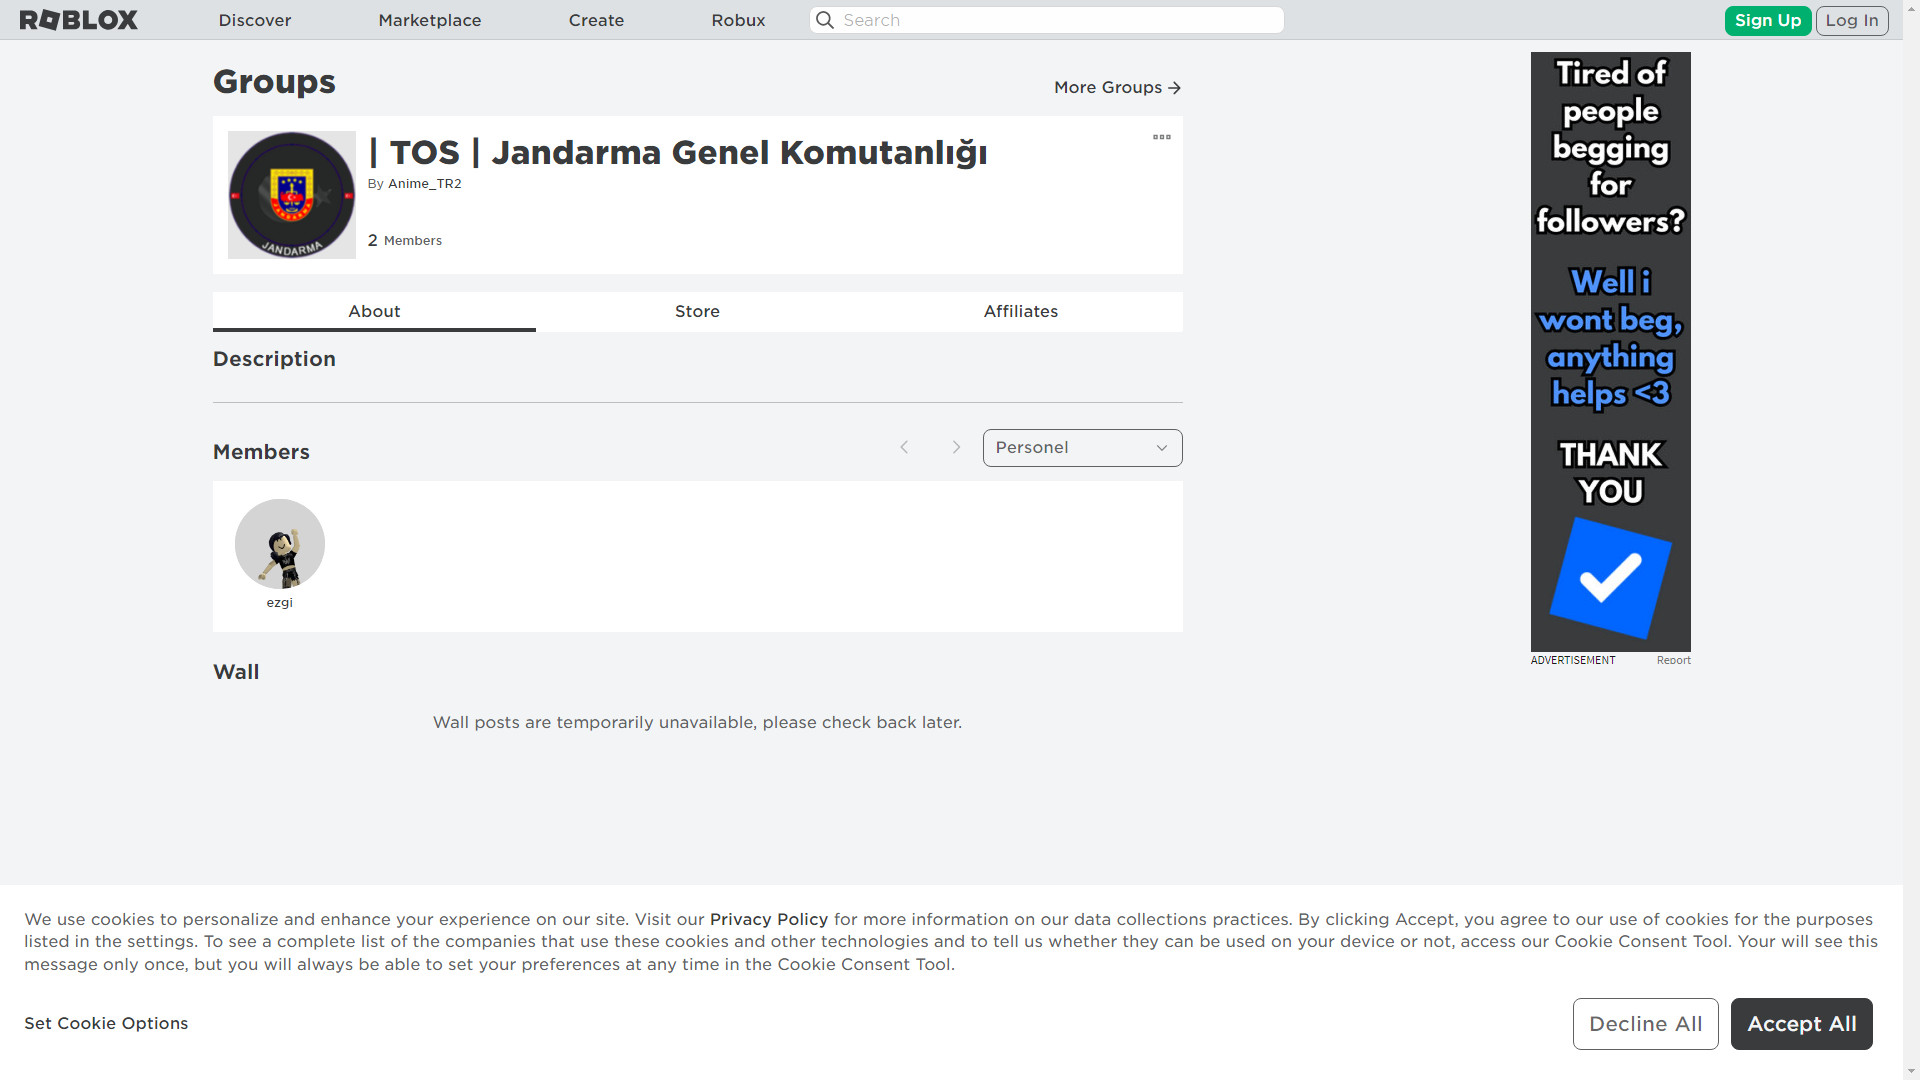 ROBLOX
Discover
Marketplace
Create
Robux
Search
Sign Up
Log In
Groups
More Groups
| TOS | Jandarma Genel Komutanlığı
By Anime_TR2
2 Members
JANDARMA
About
Store
Affiliates
Description
Members
Personel
ezgi
Wall
Wall posts are temporarily unavailable, please check back later.
Tired of
people
begging
for
followers?
Well i
wont beg,
anything
helps <3
THANK
YOU
ADVERTISEMENT
Report
We use cookies to personalize and enhance your experience on our site. Visit our Privacy Policy for more information on our data collections practices. By clicking Accept, you agree to our use of cookies for the purposes
listed in the settings. To see a complete list of the companies that use these cookies and other technologies and to tell us whether they can be used on your device or not, access our Cookie Consent Tool. Your will see this
message only once, but you will always be able to set your preferences at any time in the Cookie Consent Tool.
Set Cookie Options
Decline All
Accept All